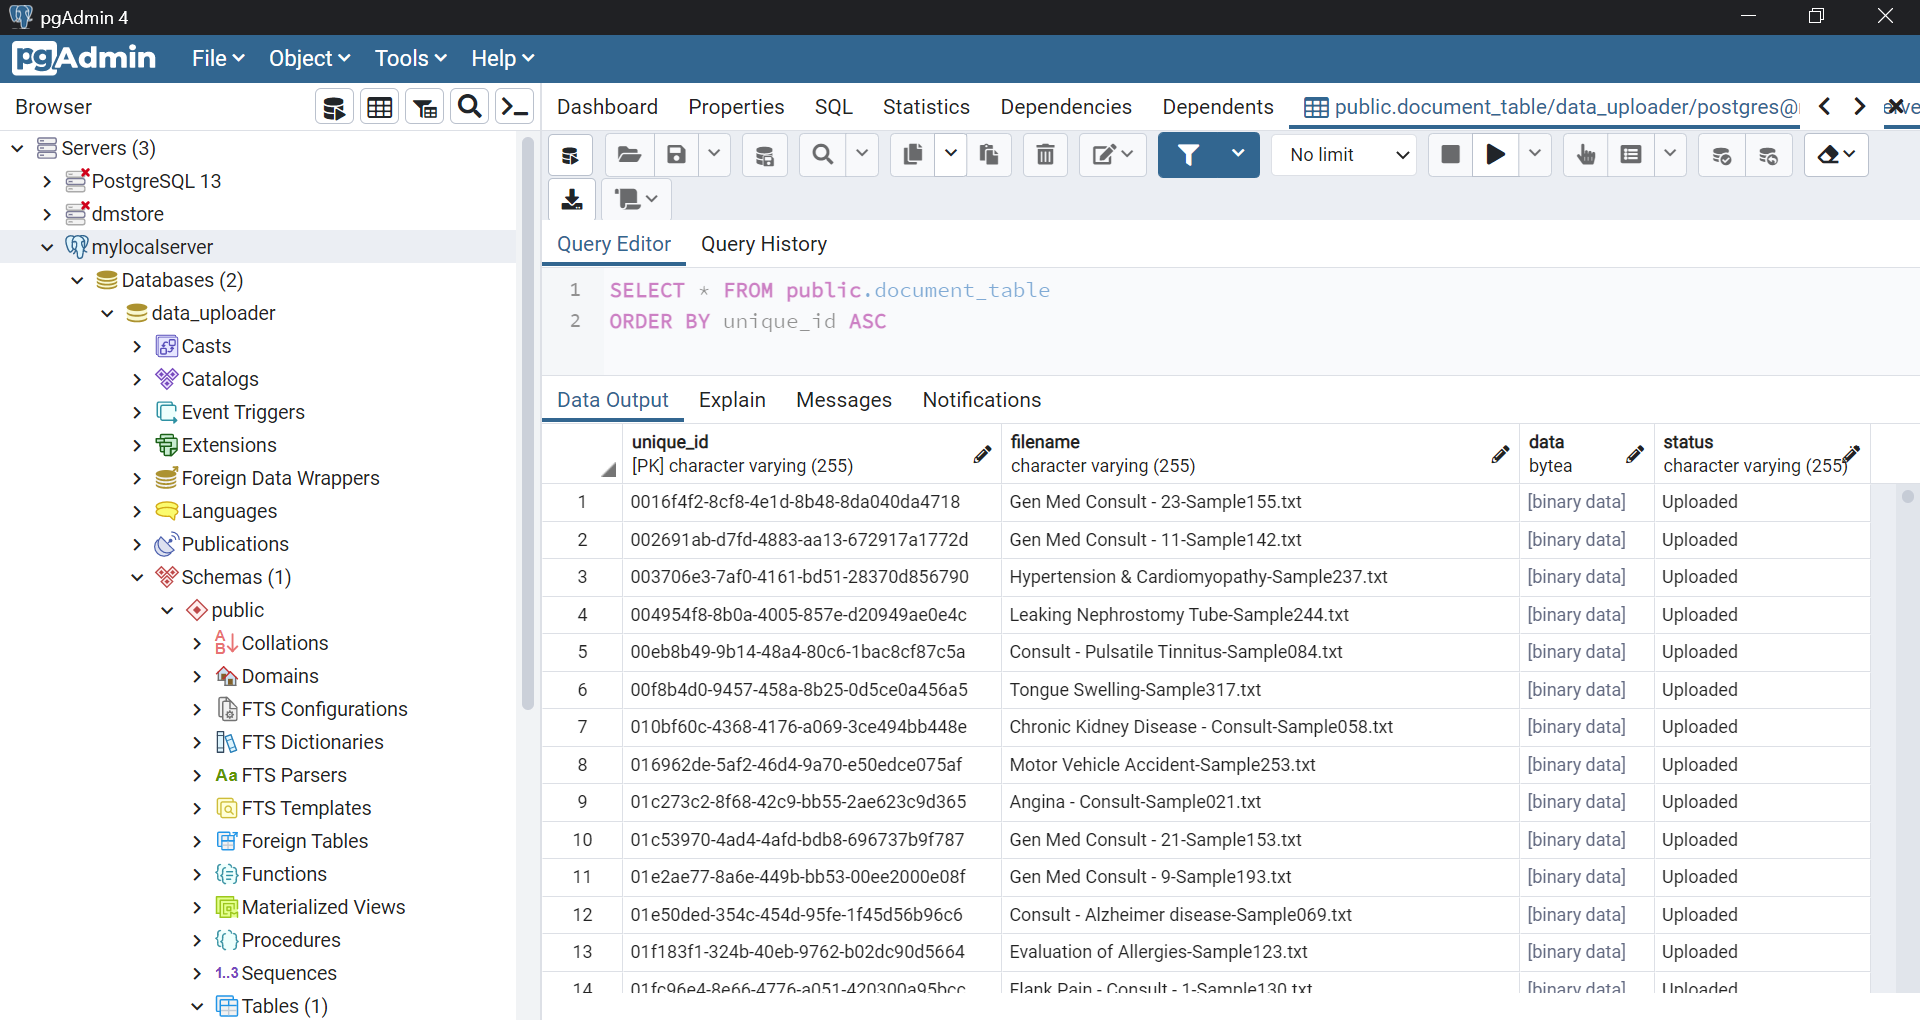 pgAdmin 4
pgAdmin File Object Tools Help
Browser
Servers (3)
PostgreSQL 13
dmstore
mylocalserver
Databases (2)
data_uploader
Casts
Catalogs
Event Triggers
Extensions
Foreign Data Wrappers
Languages
Publications
Schemas (1)
public
Collations
Domains
FTS Configurations
FTS Dictionaries
Aa FTS Parsers
FTS Templates
Foreign Tables
Functions
Materialized Views
Procedures
1..3 Sequences
Tables (1)
Dashboard Properties SQL Statistics Dependencies Dependents public.document_table/data_uploader/postgres@
No limit
Query Editor Query History
1 SELECT * FROM public.document_table
2 ORDER BY unique_id ASC
Data Output Explain Messages Notifications
unique_id filename data status
[PK] character varying (255) character varying (255) bytea character varying (255)
1 0016f4f2-8cf8-4e1d-8b48-8da040da4718 Gen Med Consult - 23-Sample155.txt [binary data] Uploaded
2 002691ab-d7fd-4883-aa13-672917a1772d Gen Med Consult - 11-Sample142.txt [binary data] Uploaded
3 003706e3-7af0-4161-bd51-28370d856790 Hypertension & Cardiomyopathy-Sample237.txt [binary data] Uploaded
4 004954f8-8b0a-4005-857e-d20949ae0e4c Leaking Nephrostomy Tube-Sample244.txt [binary data] Uploaded
5 00eb8b49-9b14-48a4-80c6-1bac8cf87c5a Consult - Pulsatile Tinnitus-Sample084.txt [binary data] Uploaded
6 00f8b4d0-9457-458a-8b25-0d5ce0a456a5 Tongue Swelling-Sample317.txt [binary data] Uploaded
7 010bf60c-4368-4176-a069-3ce494bb448e Chronic Kidney Disease - Consult-Sample058.txt [binary data] Uploaded
8 016962de-5af2-46d4-9a70-e50edce075af Motor Vehicle Accident-Sample253.txt [binary data] Uploaded
9 01c273c2-8f68-42c9-bb55-2ae623c9d365 Angina - Consult-Sample021.txt [binary data] Uploaded
10 01c53970-4ad4-4afd-bdb8-696737b9f787 Gen Med Consult - 21-Sample153.txt [binary data] Uploaded
11 01e2ae77-8a6e-449b-bb53-00ee2000e08f Gen Med Consult - 9-Sample193.txt [binary data] Uploaded
12 01e50ded-354c-454d-95fe-1f45d56b96c6 Consult - Alzheimer disease-Sample069.txt [binary data] Uploaded
13 01f183f1-324b-40eb-9762-b02dc90d5664 Evaluation of Allergies-Sample123.txt [binary data] Uploaded
14 01fc96e4-8e66-4776-a051-420300a95bcc Flank Pain - Consult - 1-Sample130.txt [binary data] Uploaded